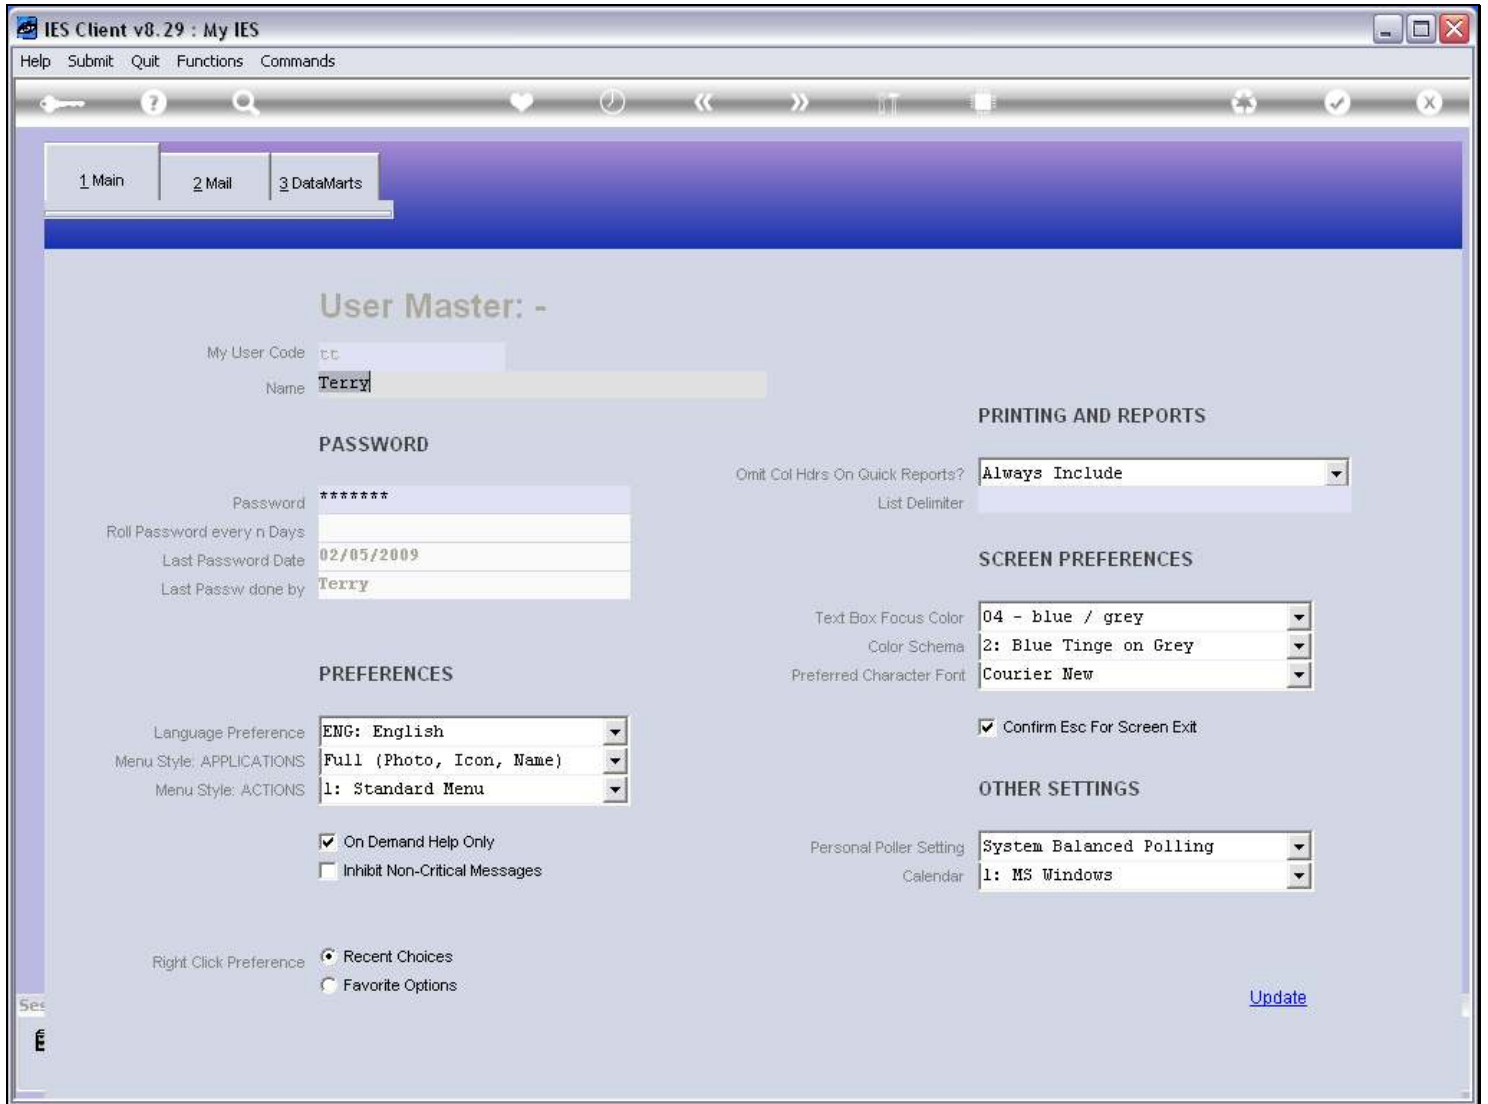 IES Client v8.29 : My IES
Help Submit Quit Functions Commands
1 Main
2 Mail
3 DataMarts
User Master: -
My User Code tt
Name Terry
PASSWORD
Password *******
Roll Password every n Days
Last Password Date 02/05/2009
Last Passw done by Terry
PREFERENCES
Language Preference ENG: English
Menu Style: APPLICATIONS Full (Photo, Icon, Name)
Menu Style: ACTIONS 1: Standard Menu
On Demand Help Only
Inhibit Non-Critical Messages
Right Click Preference Recent Choices
Favorite Options
PRINTING AND REPORTS
Omit Col Hdrs On Quick Reports? Always Include
List Delimiter
SCREEN PREFERENCES
Text Box Focus Color 04 - blue / grey
Color Schema 2: Blue Tinge on Grey
Preferred Character Font Courier New
Confirm Esc For Screen Exit
OTHER SETTINGS
Personal Poller Setting System Balanced Polling
Calendar 1: MS Windows
Update